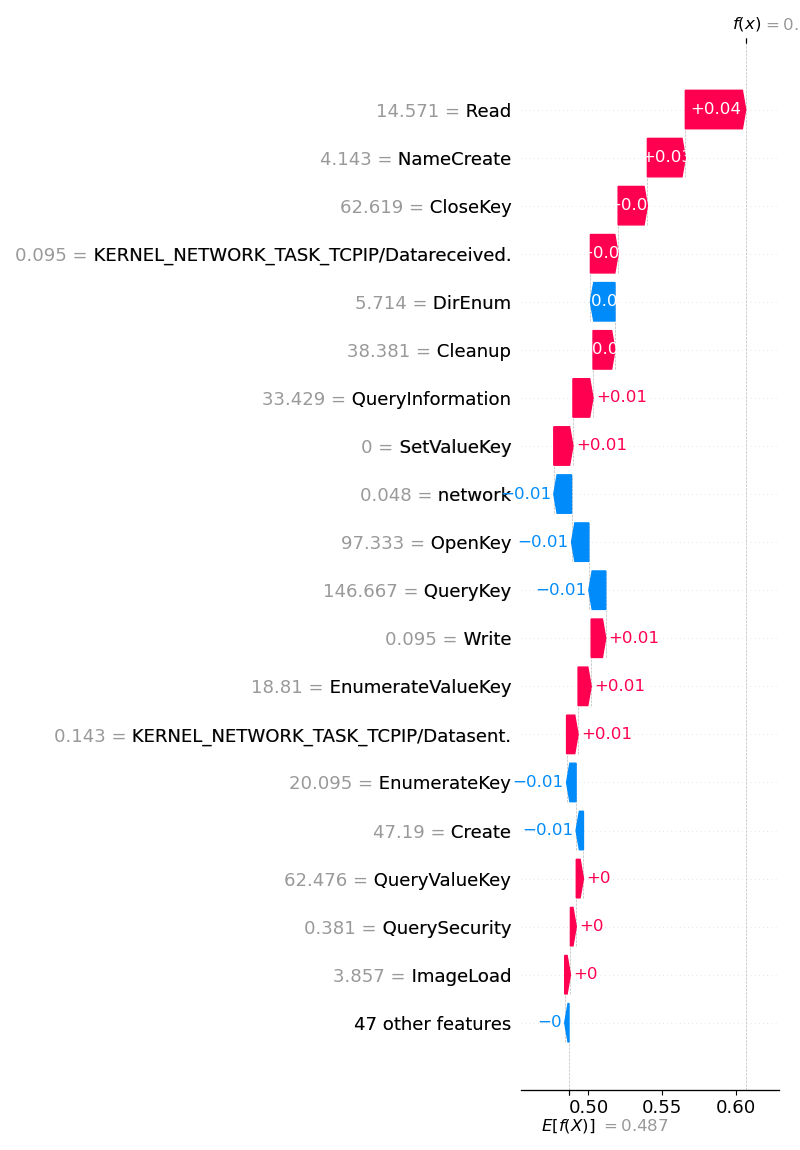 f(x) = 0.
14.571 = Read +0.04
4.143 = NameCreate +0.03
62.619 = CloseKey
0.095 = KERNEL_NETWORK_TASK_TCPIP/Datareceived.
5.714 = DirEnum
38.381 = Cleanup
33.429 = QueryInformation +0.01
0 = SetValueKey +0.01
0.048 = network −0.01
97.333 = OpenKey −0.01
146.667 = QueryKey −0.01
0.095 = Write +0.01
18.81 = EnumerateValueKey +0.01
0.143 = KERNEL_NETWORK_TASK_TCPIP/Datasent. +0.01
20.095 = EnumerateKey −0.01
47.19 = Create −0.01
62.476 = QueryValueKey +0
0.381 = QuerySecurity +0
3.857 = ImageLoad +0
47 other features −0
0.50 0.55 0.60
E[f(X)] = 0.487